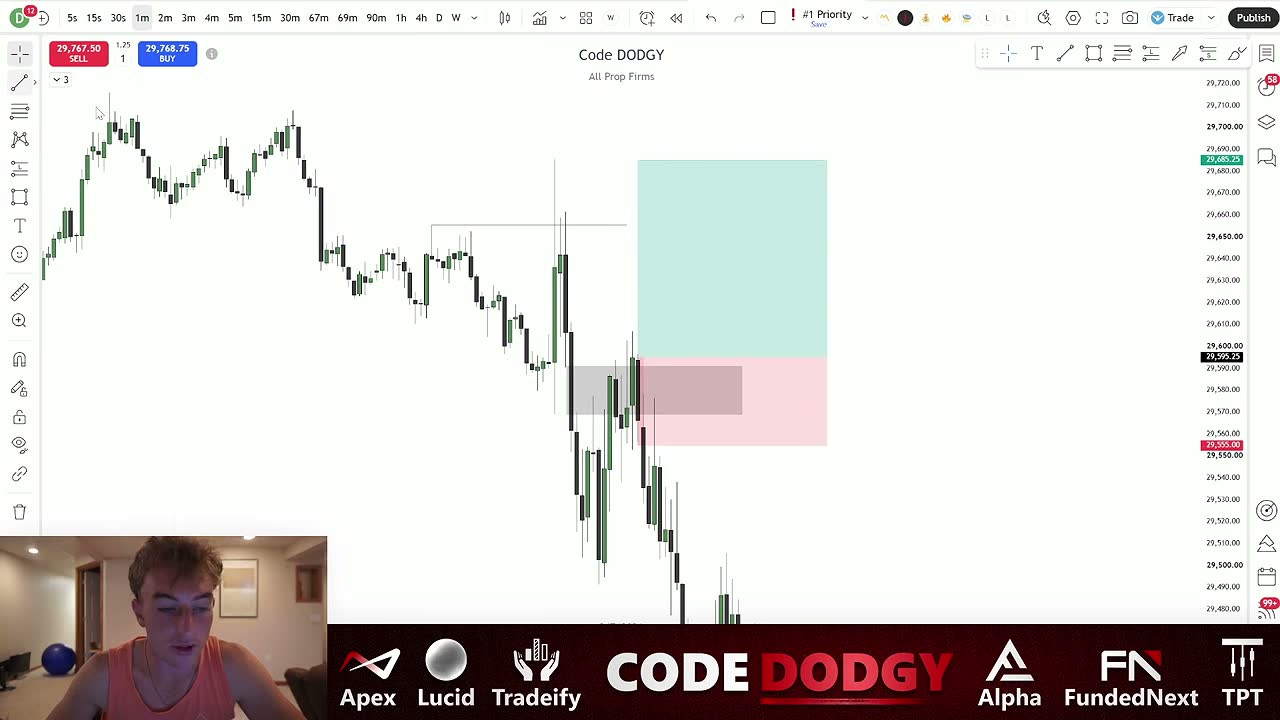 D 12
5s 15s 30s 1m 2m 3m 4m 5m 15m 30m 67m 69m 90m 1h 4h D W
#1 Priority
Save
L L
Trade
Publish
29,767.50
SELL
1.25
1
29,768.75
BUY
3
Code DODGY
All Prop Firms
58
29,720.00
29,710.00
29,700.00
29,690.00
29,685.25
29,680.00
29,670.00
29,660.00
29,650.00
29,640.00
29,630.00
29,620.00
29,610.00
29,600.00
29,595.25
29,590.00
29,580.00
29,570.00
29,560.00
29,555.00
29,550.00
29,540.00
29,530.00
29,520.00
29,510.00
29,500.00
29,490.00
29,480.00
99+
Apex
Lucid
Tradeify
CODE DODGY
Alpha
FundedNext
TPT